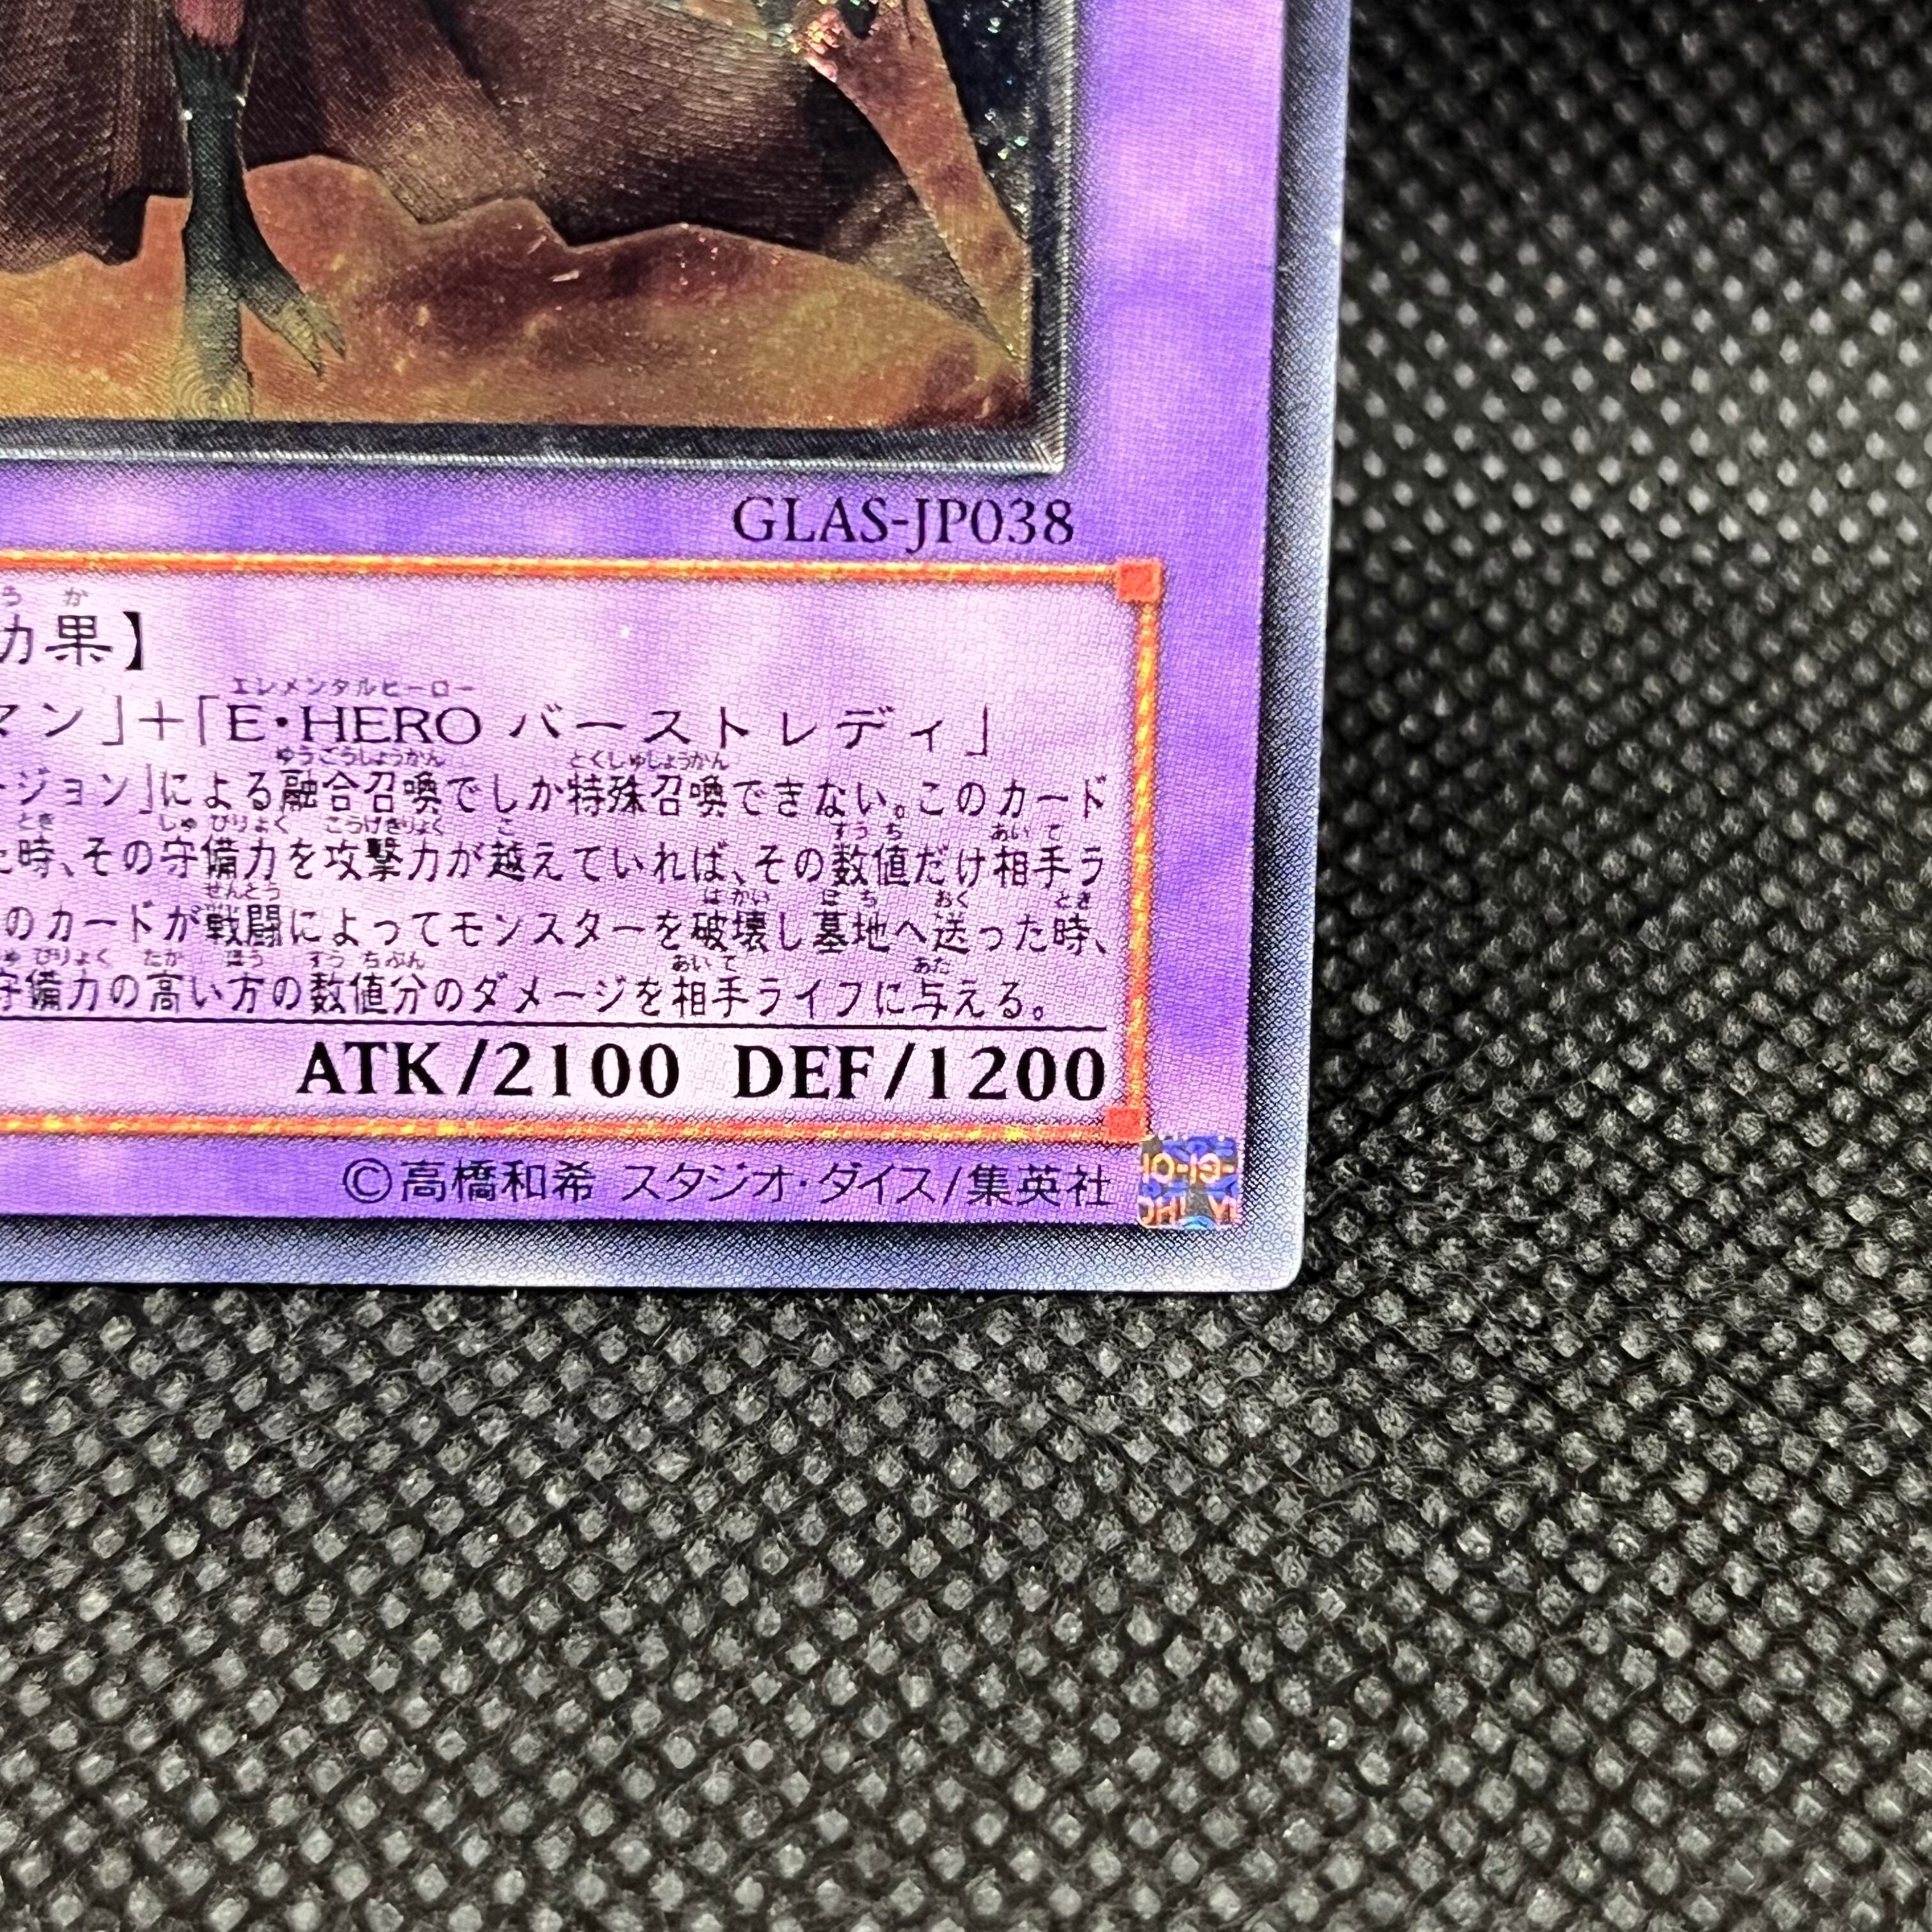 GLAS-JP038
うか
果】
エレメンタルヒーロー
マン」+「E・HERO バーストレディ」
ゆうごうしょうかん とくしゅしょうかん
ジョン」による融合召喚でしか特殊召喚できない。このカード
とき しゅびりょく こうげきりょく こ すうち あいて
時、その守備力を攻撃力が越えていれば、その数値だけ相手ラ
せんとう はかい ぼち おく とき
のカードが戦闘によってモンスターを破壊し墓地へ送った時、
びりょく たか ほう すうちぶん あいて あた
守備力の高い方の数値分のダメージを相手ライフに与える。
ATK/2100 DEF/1200
©高橋和希 スタジオ・ダイス/集英社